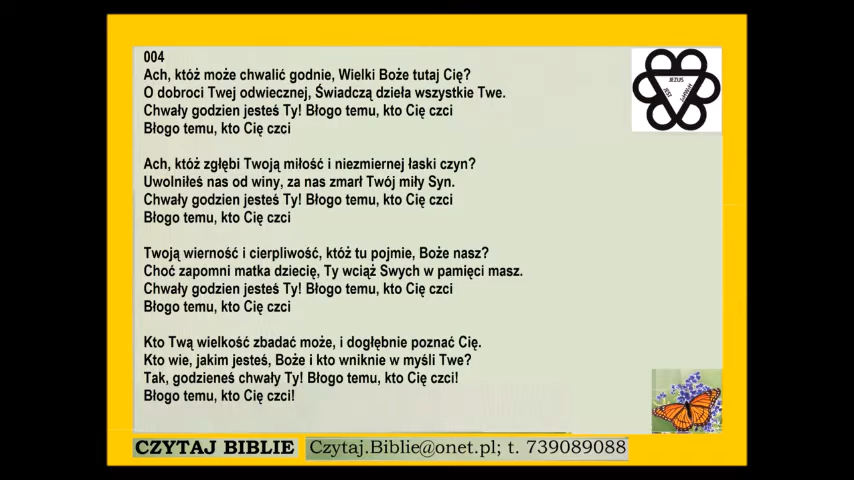 004
Ach, któż może chwalić godnie, Wielki Boże tutaj Cię?
O dobroci Twej odwiecznej, Świadczą dzieła wszystkie Twe.
Chwały godzien jesteś Ty! Błogo temu, kto Cię czci
Błogo temu, kto Cię czci
Ach, któż zgłębi Twoją miłość i niezmiernej łaski czyn?
Uwolniłeś nas od winy, za nas zmarł Twój miły Syn.
Chwały godzien jesteś Ty! Błogo temu, kto Cię czci
Błogo temu, kto Cię czci
Twoją wierność i cierpliwość, któż tu pojmie, Boże nasz?
Choć zapomni matka dziecię, Ty wciąż Swych w pamięci masz.
Chwały godzien jesteś Ty! Błogo temu, kto Cię czci
Błogo temu, kto Cię czci
Kto Twą wielkość zbadać może, i dogłębnie poznać Cię.
Kto wie, jakim jesteś, Boże i kto wniknie w myśli Twe?
Tak, godzieneś chwały Ty! Błogo temu, kto Cię czci!
Błogo temu, kto Cię czci!
JEZUS
JEST
CZYTAJ BIBLIE
Czytaj.Biblie@onet.pl; t. 739089088